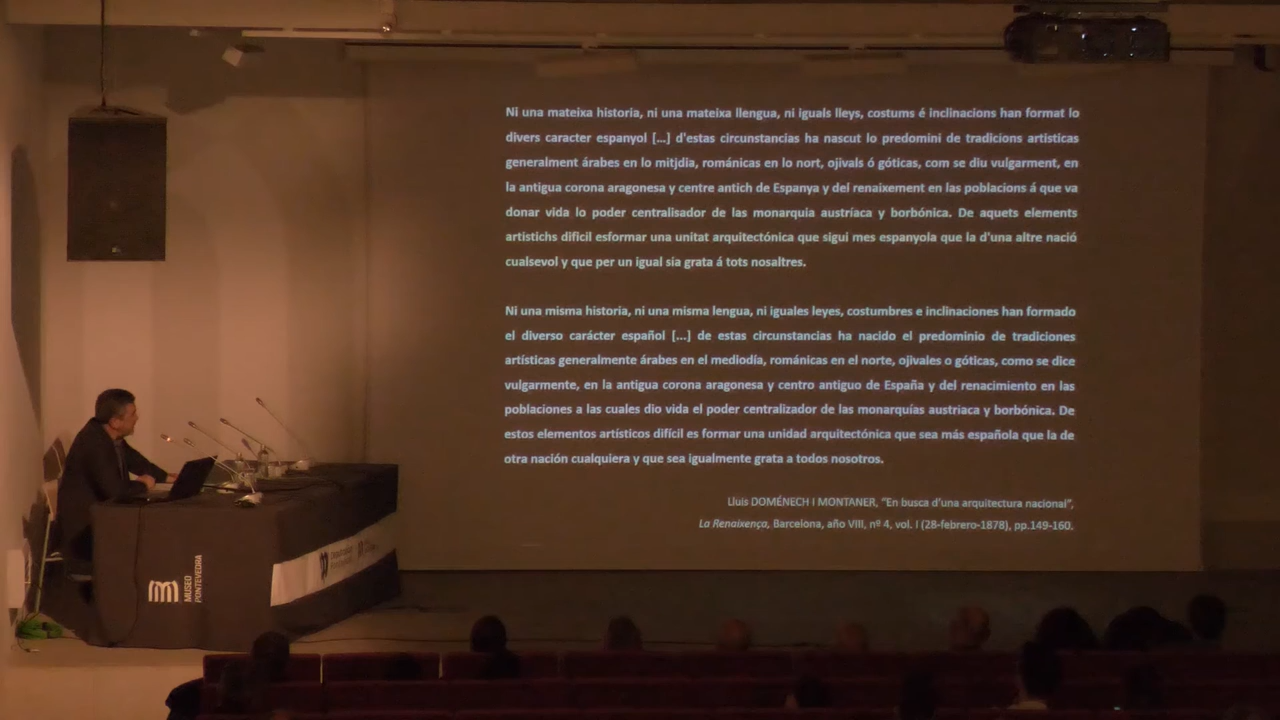 Ni una mateixa historia, ni una mateixa llengua, ni iguals lleys, costums é inclinacions han format lo
divers caracter espanyol [...] d'estas circunstancias ha nascut lo predomini de tradicions artisticas
generalment árabes en lo mitjdia, románicas en lo nort, ojivals ó góticas, com se diu vulgarment, en
la antigua corona aragonesa y centre antich de Espanya y del renaixement en las poblacions á que va
donar vida lo poder centralisador de las monarquia austríaca y borbónica. De aquets elements
artistichs dificil esformar una unitat arquitectónica que sigui mes espanyola que la d'una altre nació
cualsevol y que per un igual sia grata á tots nosaltres.
Ni una misma historia, ni una misma lengua, ni iguales leyes, costumbres e inclinaciones han formado
el diverso carácter español [...] de estas circunstancias ha nacido el predominio de tradiciones
artísticas generalmente árabes en el mediodía, románicas en el norte, ojivales o góticas, como se dice
vulgarmente, en la antigua corona aragonesa y centro antiguo de España y del renacimiento en las
poblaciones a las cuales dio vida el poder centralizador de las monarquías austriaca y borbónica. De
estos elementos artísticos difícil es formar una unidad arquitectónica que sea más española que la de
otra nación cualquiera y que sea igualmente grata a todos nosotros.
Lluís DOMÉNECH I MONTANER, "En busca d'una arquitectura nacional",
La Renaixença, Barcelona, año VIII, nº 4, vol. I (28-febrero-1878), pp.149-160.
MUSEO
PONTEVEDRA